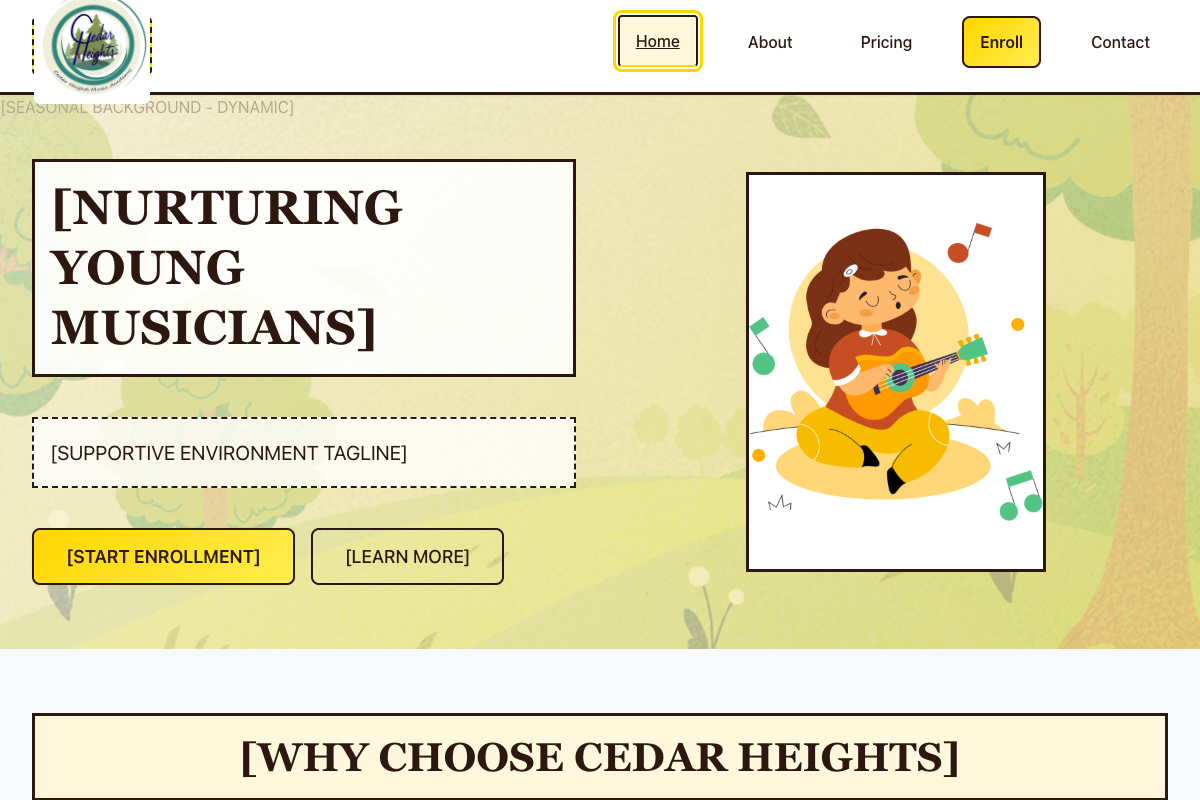 Cedar
Heights
Cedar Heights Music Academy
Home
About
Pricing
Enroll
Contact
[SEASONAL BACKGROUND - DYNAMIC]
[NURTURING
YOUNG
MUSICIANS]
[SUPPORTIVE ENVIRONMENT TAGLINE]
[START ENROLLMENT]
[LEARN MORE]
[WHY CHOOSE CEDAR HEIGHTS]